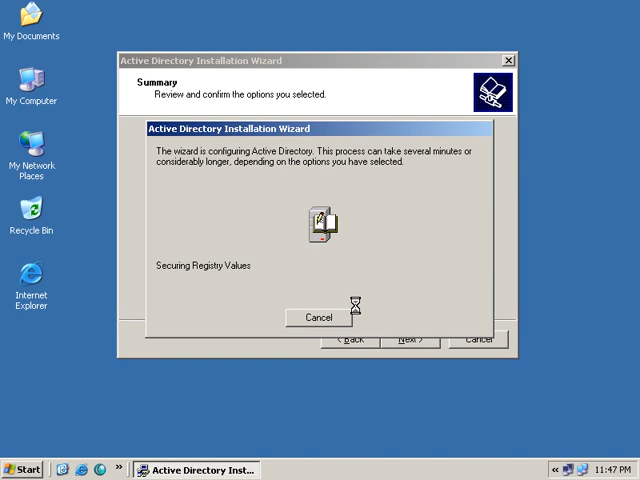 My Documents
My Computer
My Network
Places
Recycle Bin
Internet
Explorer
Active Directory Installation Wizard
Summary
Review and confirm the options you selected.
Active Directory Installation Wizard
The wizard is configuring Active Directory. This process can take several minutes or
considerably longer, depending on the options you have selected.
Securing Registry Values
Cancel
< Back
Next >
Cancel
Start
Active Directory Inst...
11:47 PM